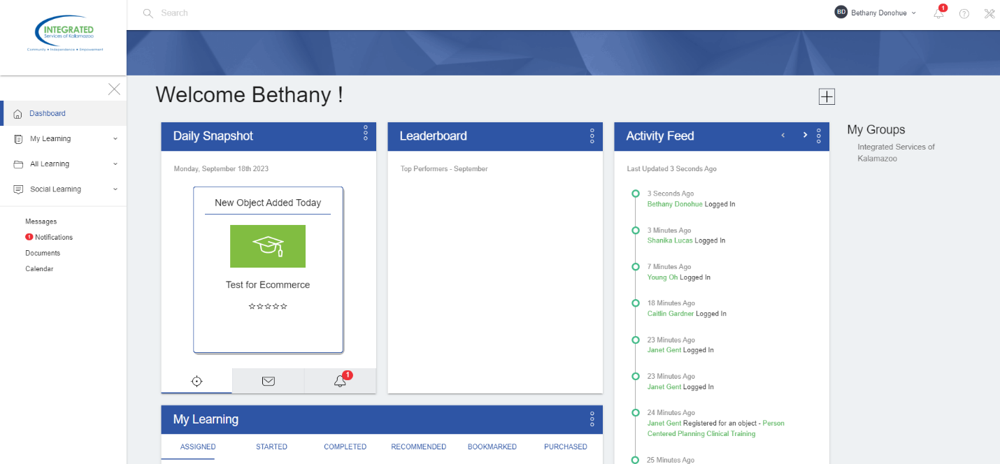 INTEGRATED
Services of Kalamazoo
Community • Independence • Empowerment
Search
BD Bethany Donohue
1
Dashboard
My Learning
All Learning
Social Learning
Messages
1 Notifications
Documents
Calendar
Welcome Bethany !
Daily Snapshot
Monday, September 18th 2023
New Object Added Today
Test for Ecommerce
1
Leaderboard
Top Performers - September
Activity Feed
Last Updated 3 Seconds Ago
3 Seconds Ago
Bethany Donohue Logged In
3 Minutes Ago
Shanika Lucas Logged In
7 Minutes Ago
Young Oh Logged In
18 Minutes Ago
Caitlin Gardner Logged In
23 Minutes Ago
Janet Gent Logged In
23 Minutes Ago
Janet Gent Logged In
24 Minutes Ago
Janet Gent Registered for an object - Person
Centered Planning Clinical Training
25 Minutes Ago
My Groups
Integrated Services of
Kalamazoo
My Learning
ASSIGNED STARTED COMPLETED RECOMMENDED BOOKMARKED PURCHASED